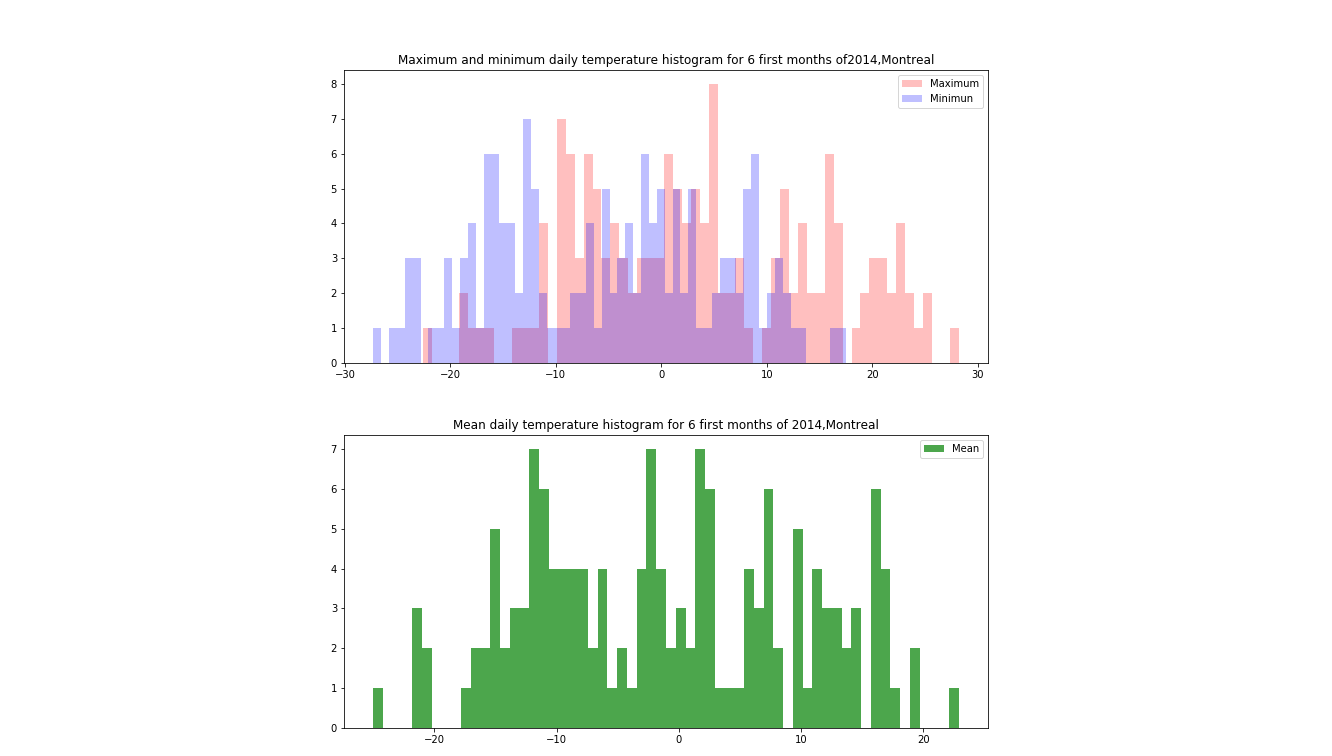 Maximum and minimum daily temperature histogram for 6 first months of2014,Montreal
Maximum
Minimun
8
7
6
5
4
3
2
1
0
−30 −20 −10 0 10 20 30
Mean daily temperature histogram for 6 first months of 2014,Montreal
Mean
7
6
5
4
3
2
1
0
−20 −10 0 10 20